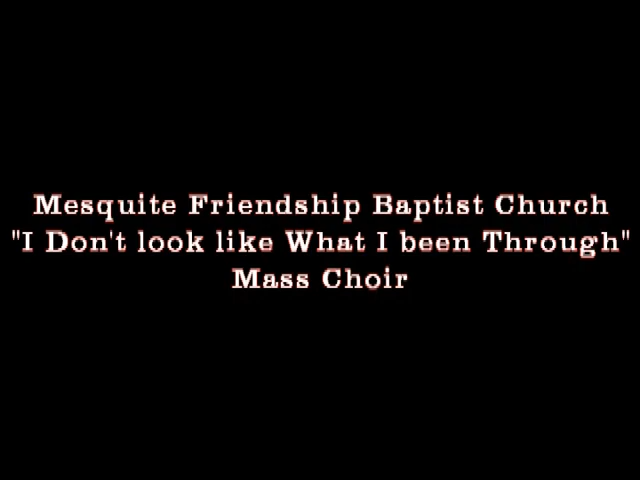 Mesquite Friendship Baptist Church
"I Don't look like What I been Through"
Mass Choir